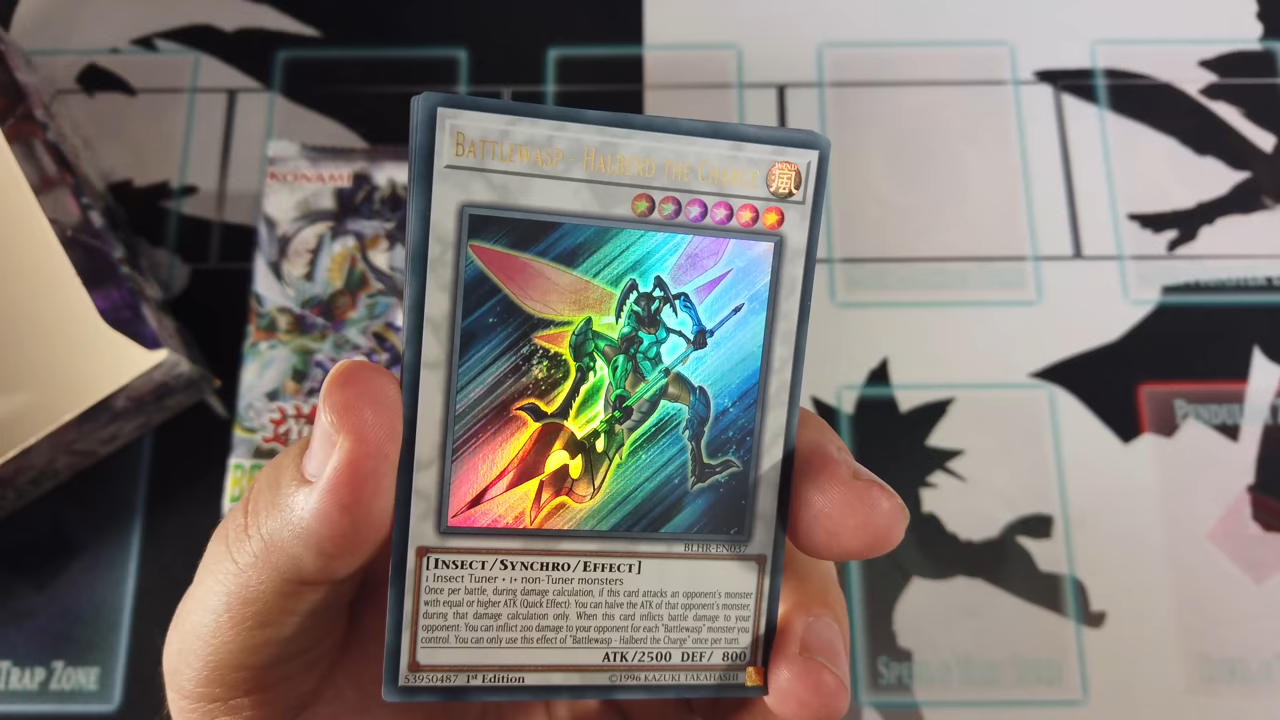 KONAMI
BATTLEWASP - HALBERD THE CHARGE
WIND
風
BLHR-EN037
[INSECT/SYNCHRO/EFFECT]
1 Insect Tuner + 1+ non-Tuner monsters
Once per battle, during damage calculation, if this card attacks an opponent's monster
with equal or higher ATK (Quick Effect): You can halve the ATK of that opponent's monster,
during that damage calculation only. When this card inflicts battle damage to your
opponent: You can inflict 200 damage to your opponent for each "Battlewasp" monster you
control. You can only use this effect of "Battlewasp - Halberd the Charge" once per turn.
ATK/2500 DEF/ 800
53950487 1st Edition
©1996 KAZUKI TAKAHASHI
TRAP ZONE